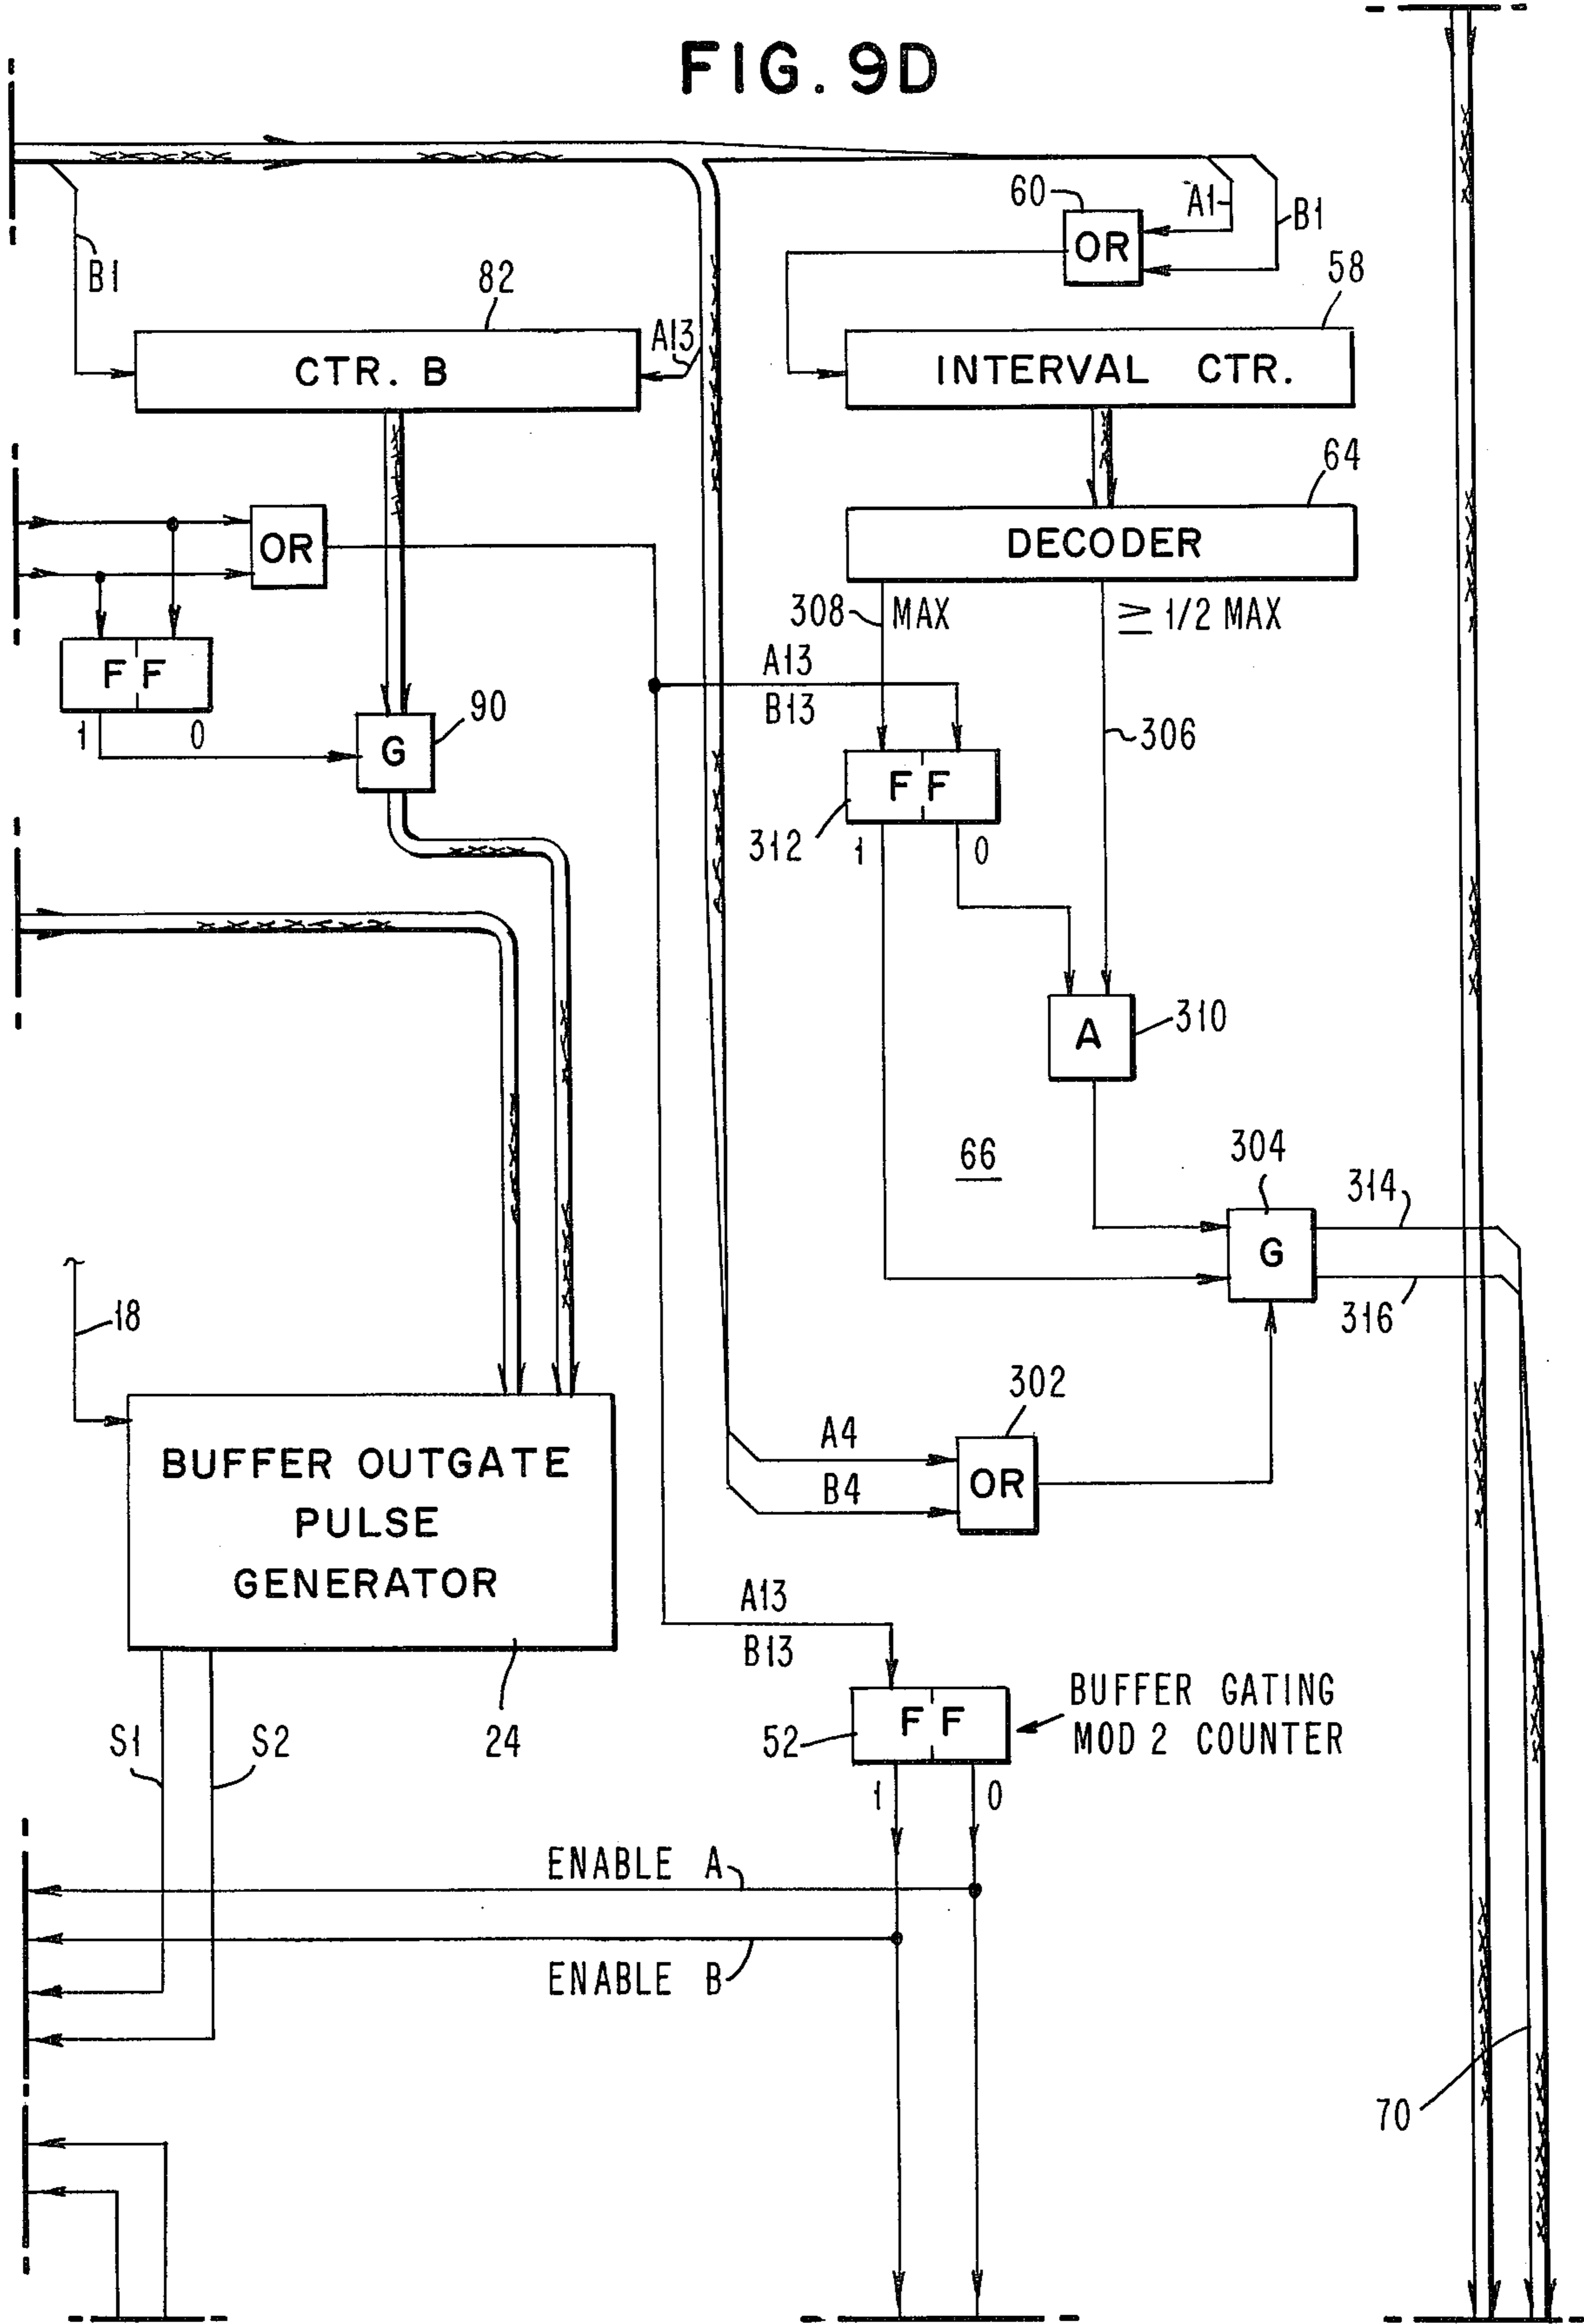 FIG. 9D
60
A1
B1
OR
B1
82
58
A13
CTR. B
INTERVAL CTR.
64
OR
DECODER
308
MAX
≥ 1/2 MAX
A13
B13
FF
1
0
90
G
306
FF
312
1
0
A
310
66
304
314
G
316
18
302
A4
B4
OR
BUFFER OUTGATE
PULSE
GENERATOR
A13
B13
S1
S2
24
52
FF
BUFFER GATING
MOD 2 COUNTER
1
0
ENABLE A
ENABLE B
70